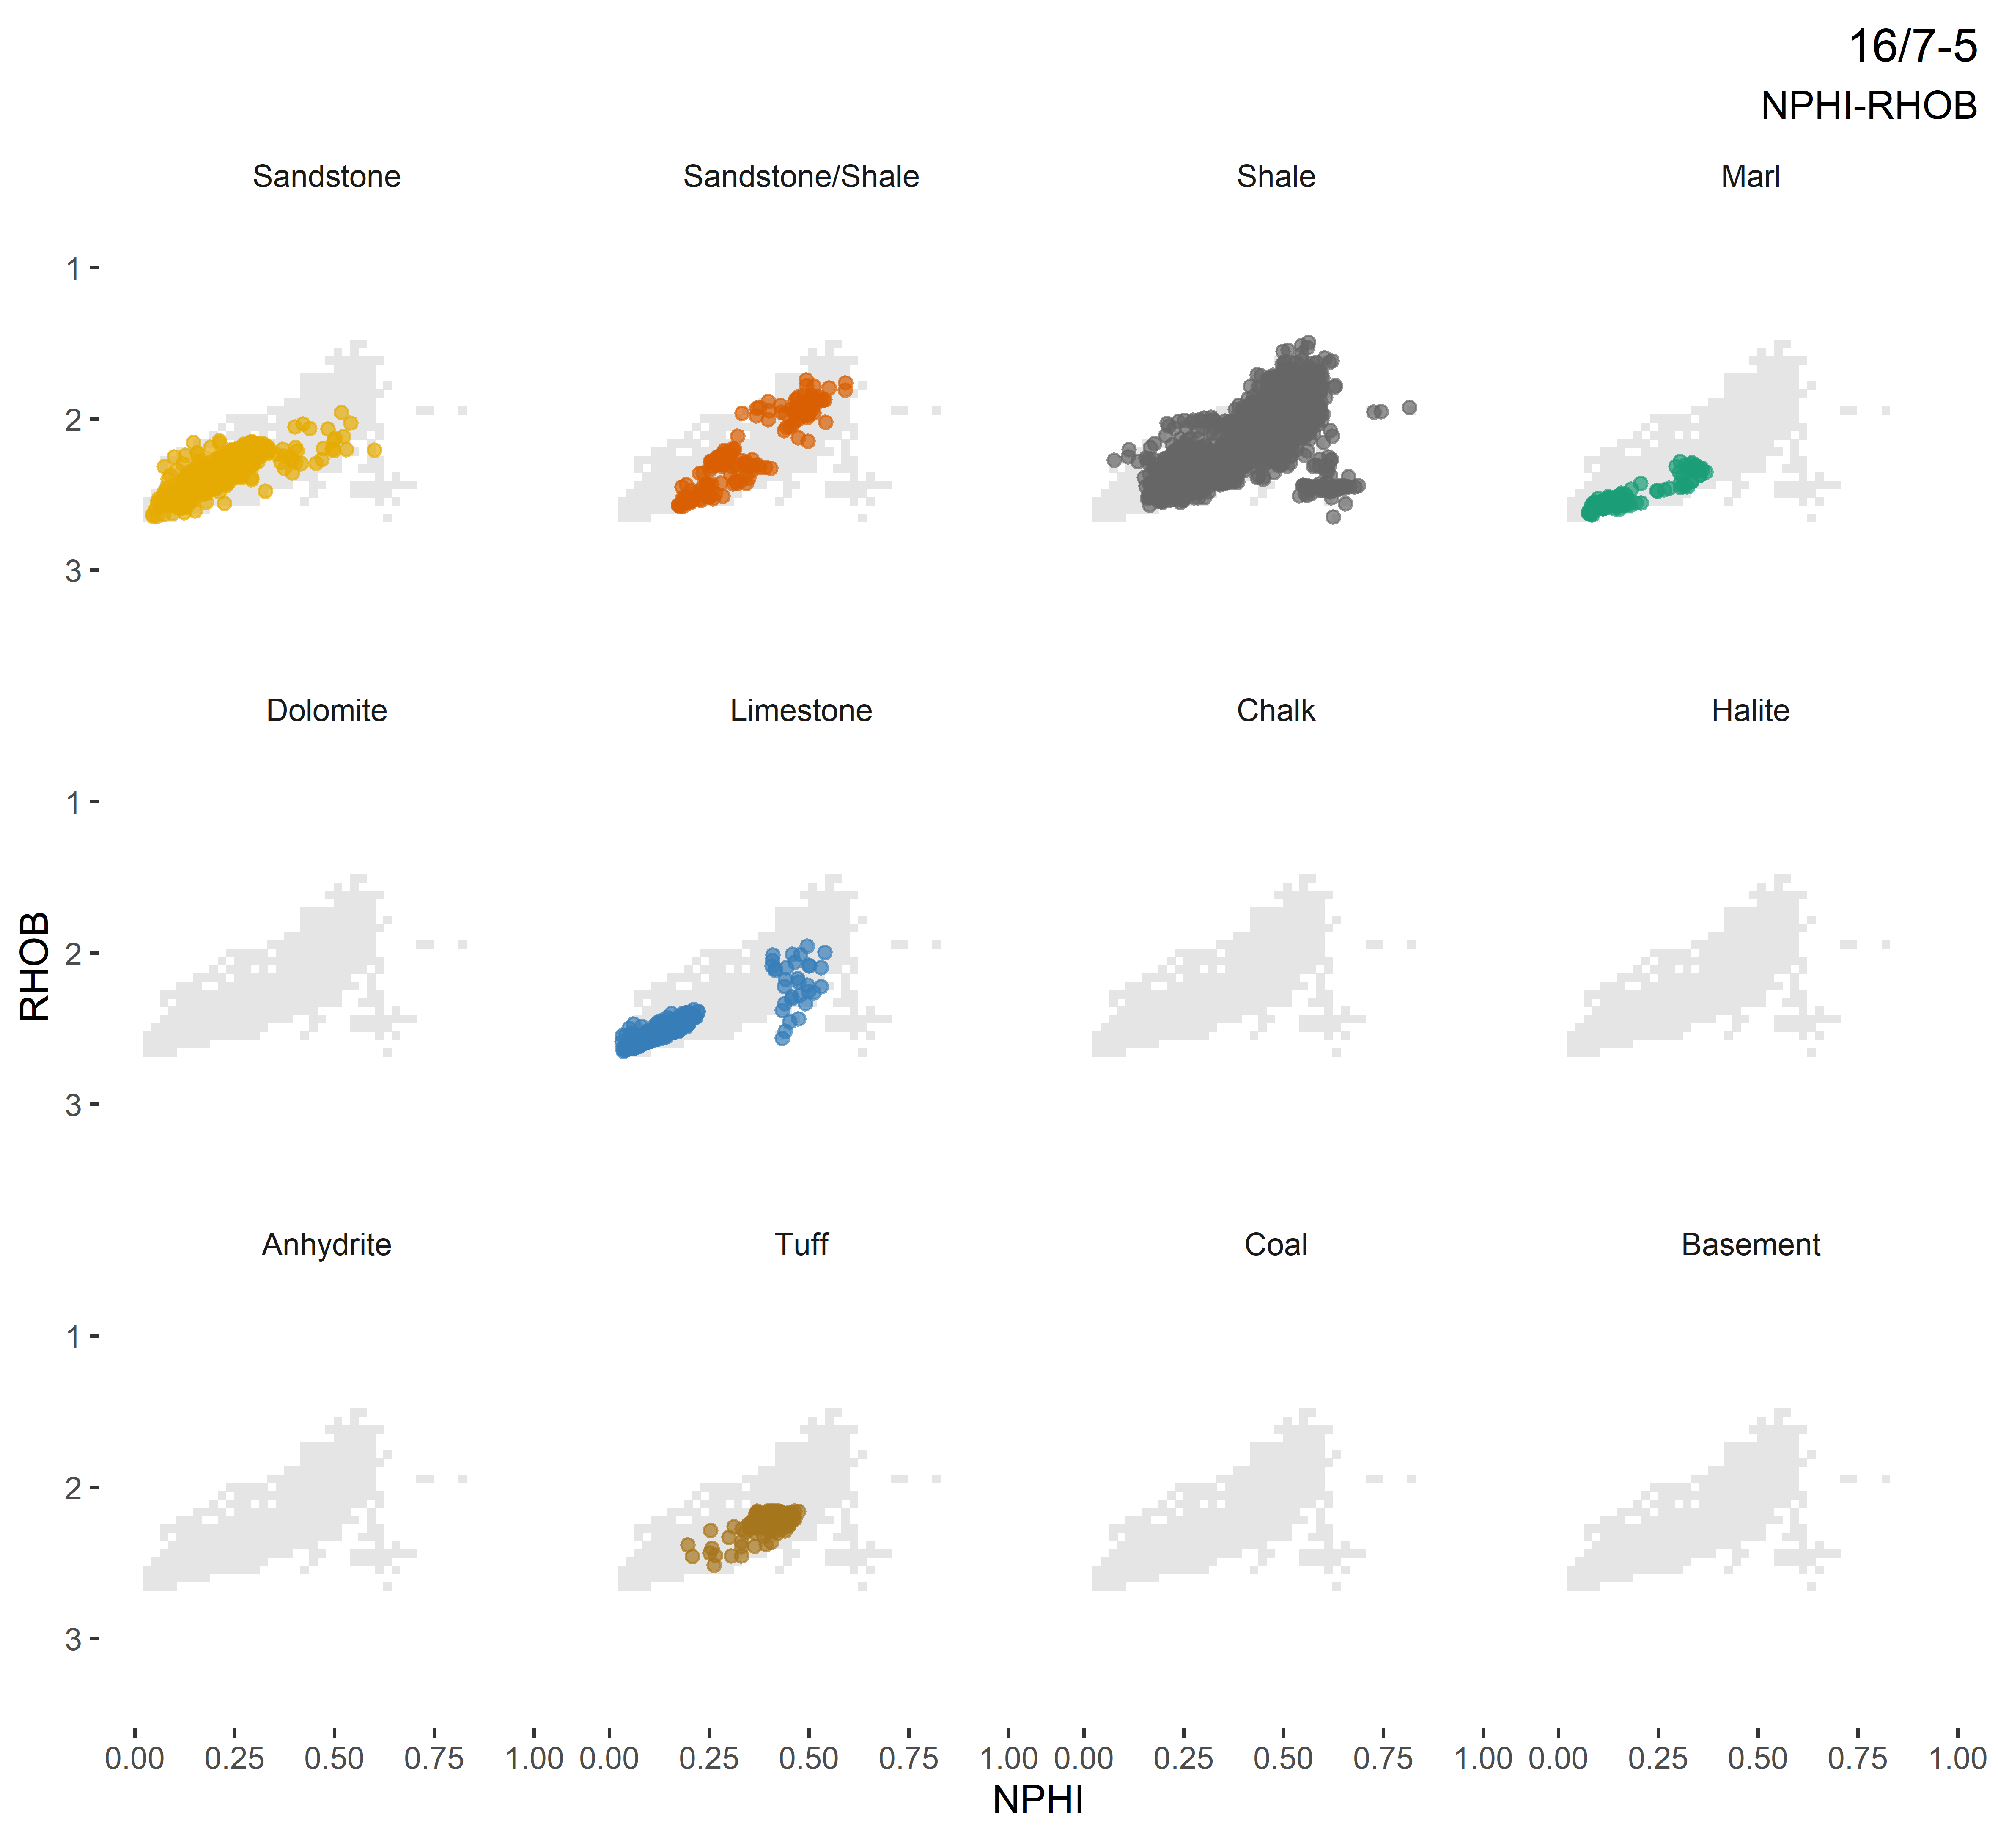 16/7-5
NPHI-RHOB
Sandstone Sandstone/Shale Shale Marl
1
2
3
Dolomite Limestone Chalk Halite
1
2
3
RHOB
Anhydrite Tuff Coal Basement
1
2
3
0.00 0.25 0.50 0.75 1.00 0.00 0.25 0.50 0.75 1.00 0.00 0.25 0.50 0.75 1.00 0.00 0.25 0.50 0.75 1.00
NPHI